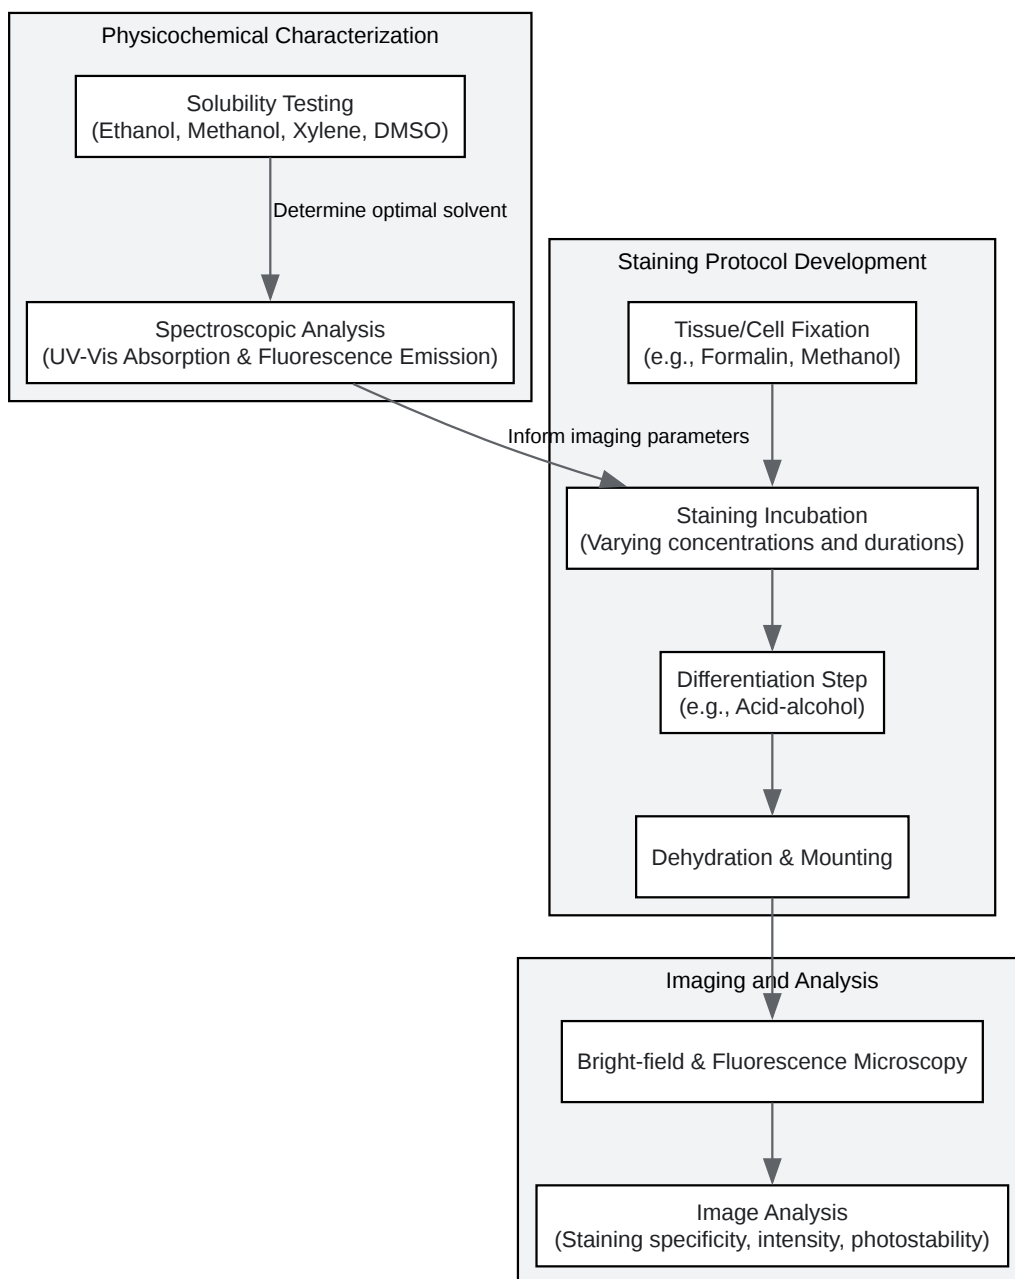 Physicochemical Characterization
Solubility Testing
(Ethanol, Methanol, Xylene, DMSO)
Determine optimal solvent
Spectroscopic Analysis
(UV-Vis Absorption & Fluorescence Emission)
Inform imaging parameters
Staining Protocol Development
Tissue/Cell Fixation
(e.g., Formalin, Methanol)
Staining Incubation
(Varying concentrations and durations)
Differentiation Step
(e.g., Acid-alcohol)
Dehydration & Mounting
Imaging and Analysis
Bright-field & Fluorescence Microscopy
Image Analysis
(Staining specificity, intensity, photostability)